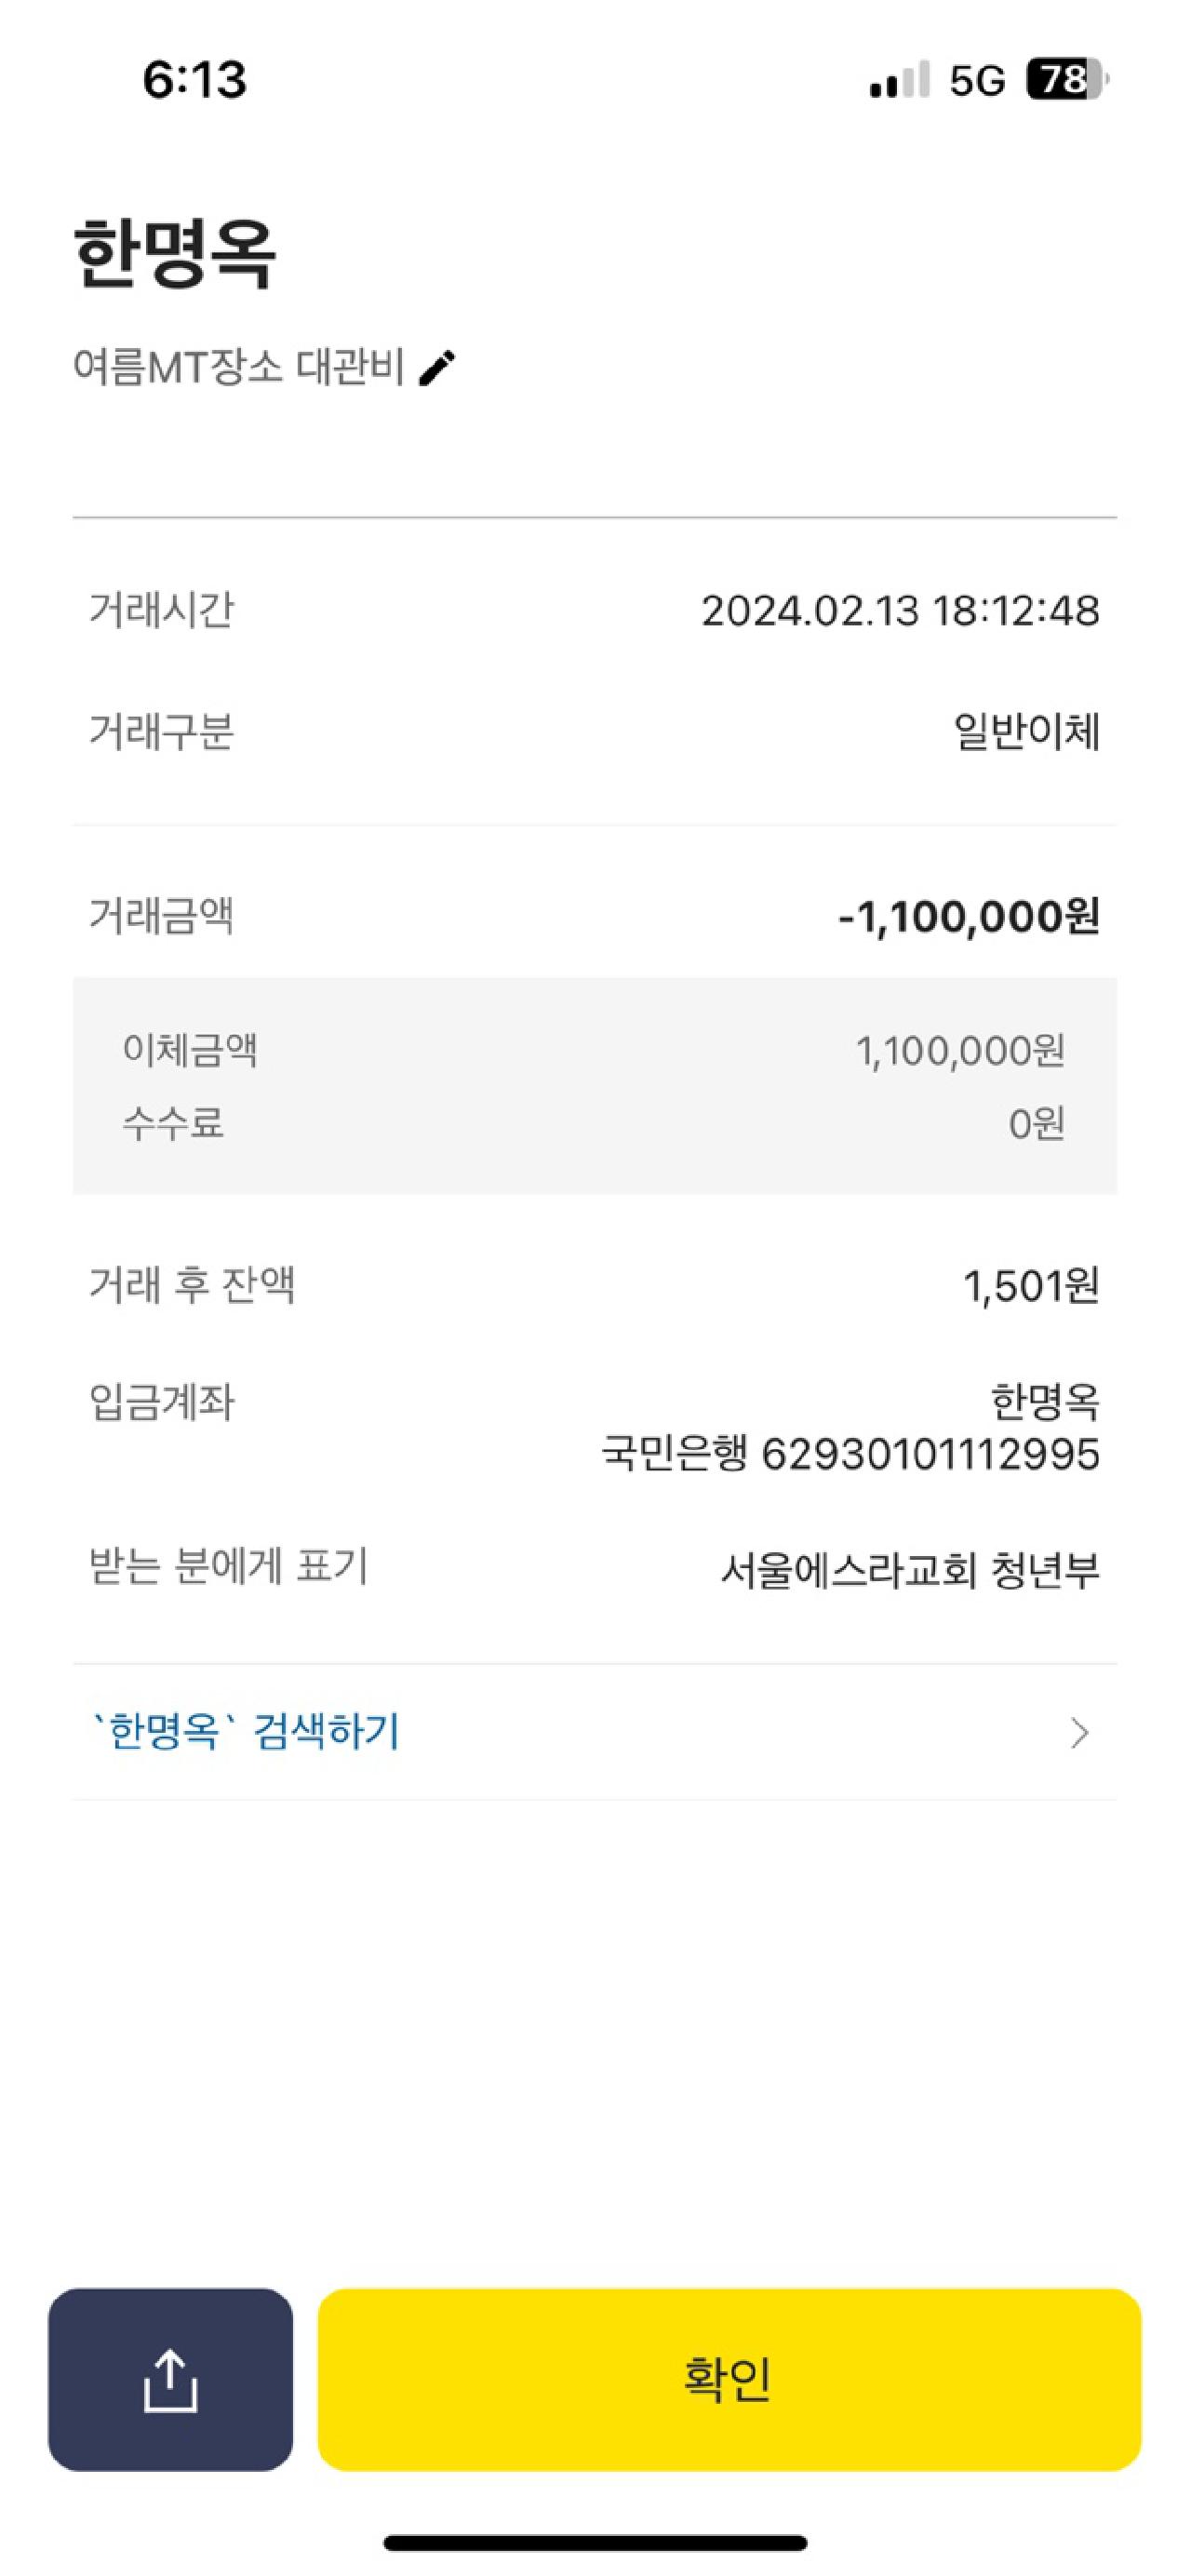 6:13 5G 78
한명옥
여름MT장소 대관비
거래시간 2024.02.13 18:12:48
거래구분 일반이체
거래금액 -1,100,000원
이체금액 1,100,000원
수수료 0원
거래 후 잔액 1,501원
입금계좌 한명옥
국민은행 62930101112995
받는 분에게 표기 서울에스라교회 청년부
`한명옥` 검색하기
확인